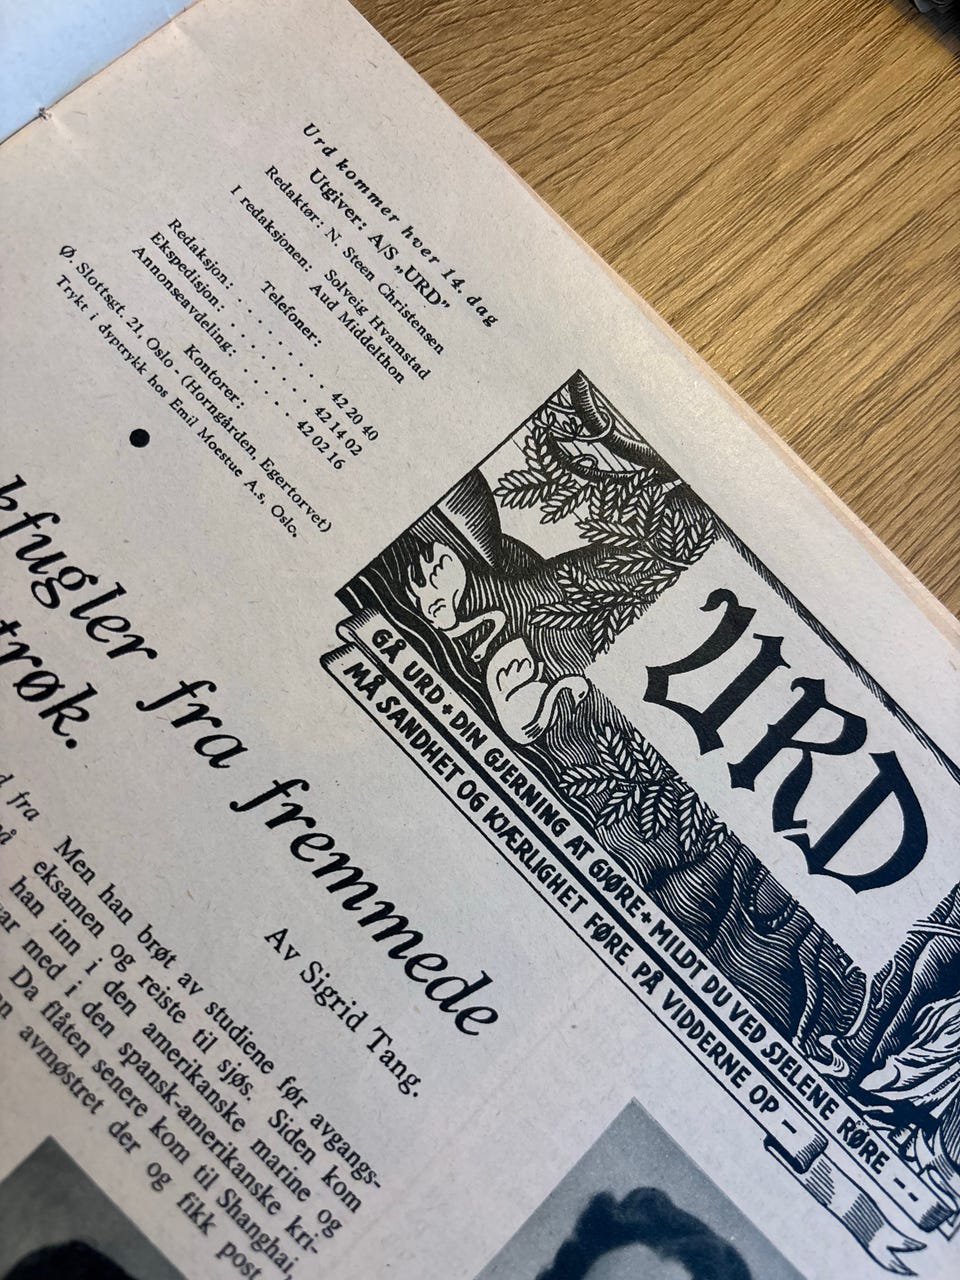 Urd kommer hver 14. dag
Utgiver: A/S „URD”
Redaktør: N. Steen Christensen
I redaksjonen: Solveig Hvamstad
Aud Middelthon
Telefoner:
Redaksjon: . . . . . . . . . . 42 20 40
Ekspedisjon: . . . . . . . . . 42 14 02
Annonseavdeling: . . . . . . 42 02 16
Kontorer:
Ø. Slottsgt. 21, Oslo - (Horngården, Egertorvet)
Trykt i dyptrykk hos Emil Moestue A.s, Oslo.
URD
GÅ URD + DIN GJERNING AT GJØRE + MILDT DU VED SJELENE RØRE --
MÅ SANDHET OG KJÆRLIGHET FØRE PÅ VIDDERNE OP -
kfugler fra fremmede
trøk.
Av Sigrid Tang.
fra
Men han brøt av studiene før avgangs-
eksamen og reiste til sjøs. Siden kom
han inn i den amerikanske marine og
var med i den spansk-amerikanske kri-
Da flåten senere kom til Shanghai,
avmønstret der og fikk post